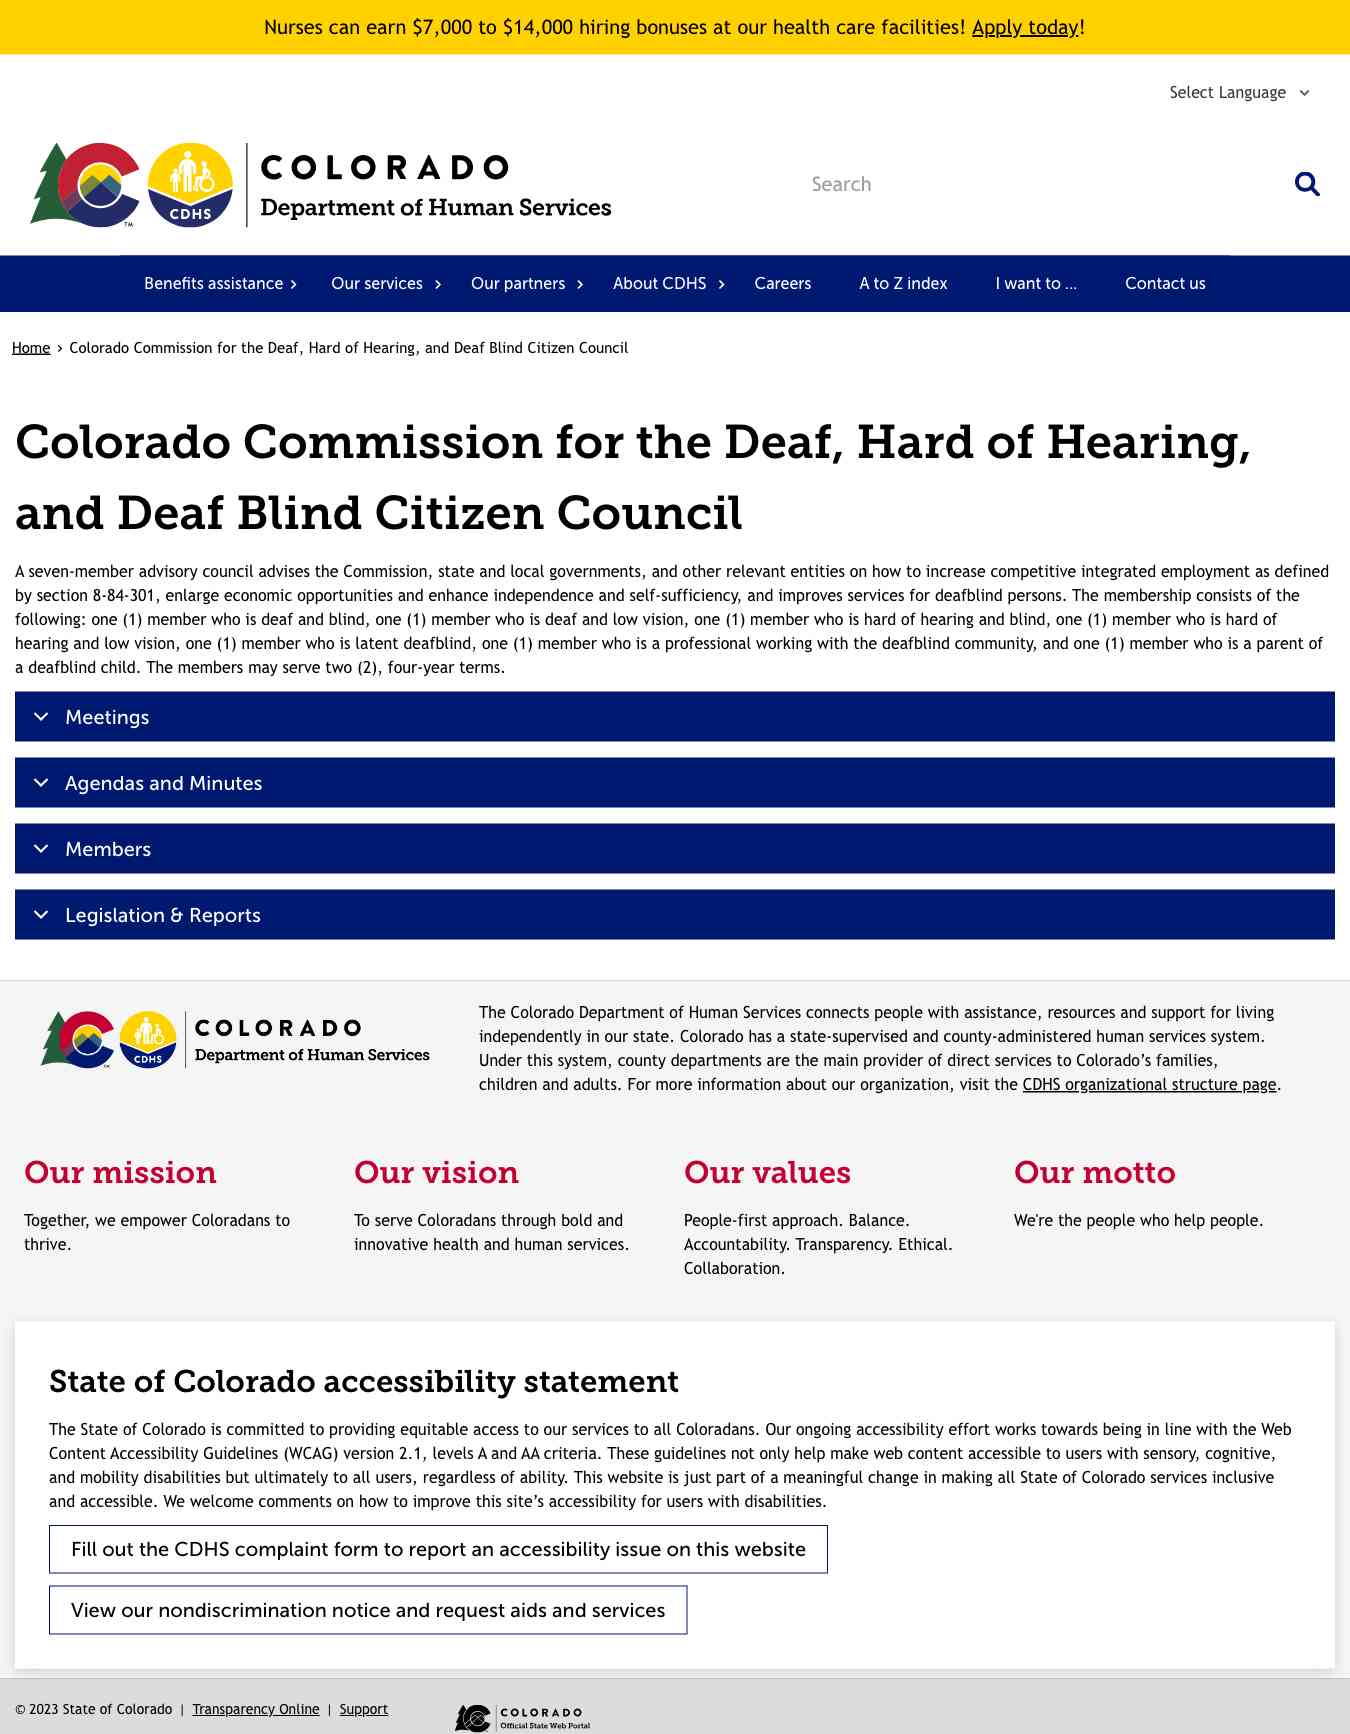 Nurses can earn $7,000 to $14,000 hiring bonuses at our health care facilities! Apply today!
Select Language
CDHS
TM
COLORADO
Department of Human Services
Search
Benefits assistance
Our services
Our partners
About CDHS
Careers
A to Z index
I want to ...
Contact us
Home › Colorado Commission for the Deaf, Hard of Hearing, and Deaf Blind Citizen Council
Colorado Commission for the Deaf, Hard of Hearing,
and Deaf Blind Citizen Council
A seven-member advisory council advises the Commission, state and local governments, and other relevant entities on how to increase competitive integrated employment as defined
by section 8-84-301, enlarge economic opportunities and enhance independence and self-sufficiency, and improves services for deafblind persons. The membership consists of the
following: one (1) member who is deaf and blind, one (1) member who is deaf and low vision, one (1) member who is hard of hearing and blind, one (1) member who is hard of
hearing and low vision, one (1) member who is latent deafblind, one (1) member who is a professional working with the deafblind community, and one (1) member who is a parent of
a deafblind child. The members may serve two (2), four-year terms.
Meetings
Agendas and Minutes
Members
Legislation & Reports
CDHS
TM
COLORADO
Department of Human Services
The Colorado Department of Human Services connects people with assistance, resources and support for living
independently in our state. Colorado has a state-supervised and county-administered human services system.
Under this system, county departments are the main provider of direct services to Colorado’s families,
children and adults. For more information about our organization, visit the CDHS organizational structure page.
Our mission
Together, we empower Coloradans to
thrive.
Our vision
To serve Coloradans through bold and
innovative health and human services.
Our values
People-first approach. Balance.
Accountability. Transparency. Ethical.
Collaboration.
Our motto
We're the people who help people.
State of Colorado accessibility statement
The State of Colorado is committed to providing equitable access to our services to all Coloradans. Our ongoing accessibility effort works towards being in line with the Web
Content Accessibility Guidelines (WCAG) version 2.1, levels A and AA criteria. These guidelines not only help make web content accessible to users with sensory, cognitive,
and mobility disabilities but ultimately to all users, regardless of ability. This website is just part of a meaningful change in making all State of Colorado services inclusive
and accessible. We welcome comments on how to improve this site’s accessibility for users with disabilities.
Fill out the CDHS complaint form to report an accessibility issue on this website
View our nondiscrimination notice and request aids and services
© 2023 State of Colorado | Transparency Online | Support
COLORADO
Official State Web Portal